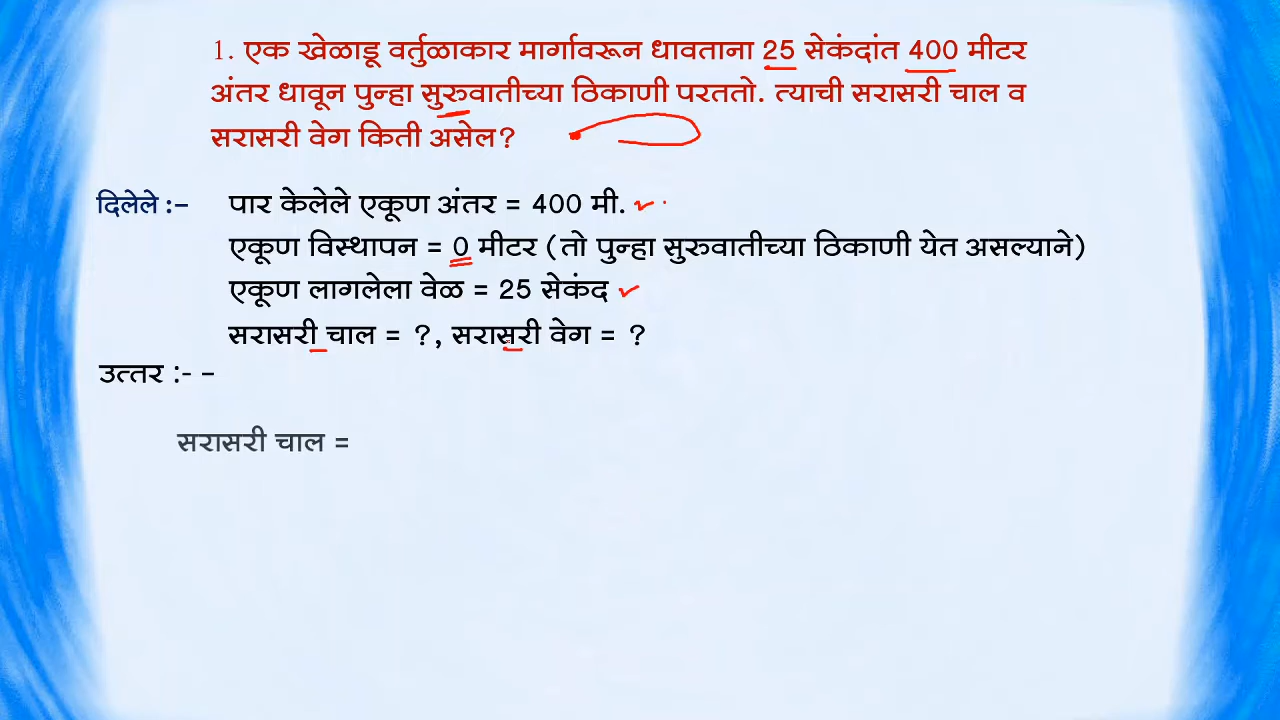 1. एक खेळाडू वर्तुळाकार मार्गावरून धावताना 25 सेकंदांत 400 मीटर
अंतर धावून पुन्हा सुरुवातीच्या ठिकाणी परततो. त्याची सरासरी चाल व
सरासरी वेग किती असेल?
दिलेले :– पार केलेले एकूण अंतर = 400 मी.
एकूण विस्थापन = 0 मीटर (तो पुन्हा सुरुवातीच्या ठिकाणी येत असल्याने)
एकूण लागलेला वेळ = 25 सेकंद
सरासरी चाल = ?, सरासरी वेग = ?
उत्तर :- –
सरासरी चाल =